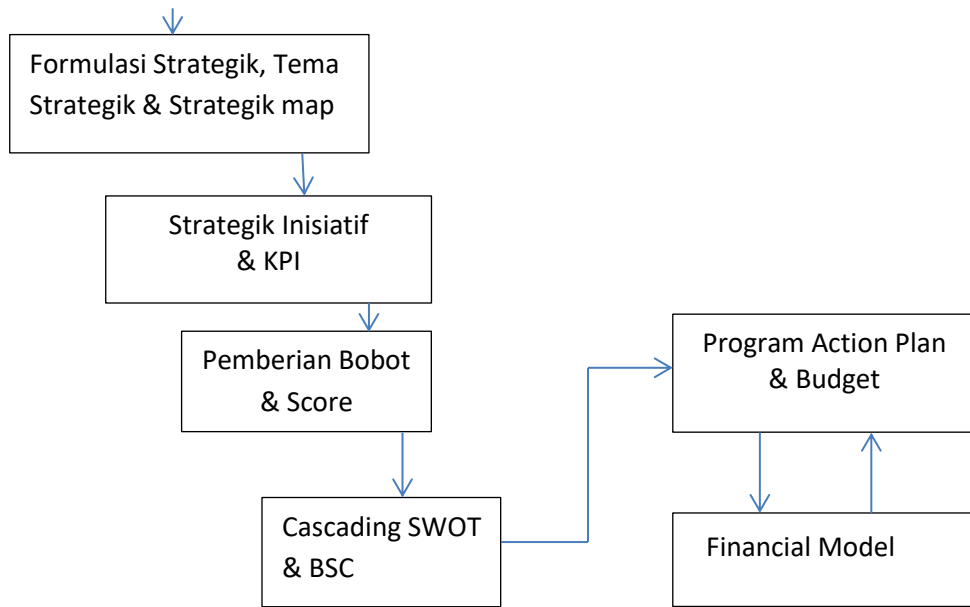 Formulasi Strategik, Tema
Strategik & Strategik map
Strategik Inisiatif
& KPI
Pemberian Bobot
& Score
Cascading SWOT
& BSC
Program Action Plan
& Budget
Financial Model